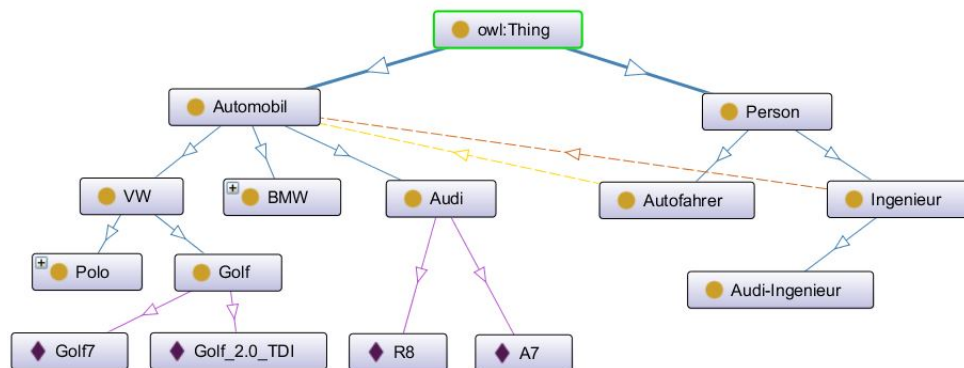 owl:Thing
Automobil
Person
VW
BMW
Audi
Autofahrer
Ingenieur
Polo
Golf
Audi-Ingenieur
Golf7
Golf_2.0_TDI
R8
A7